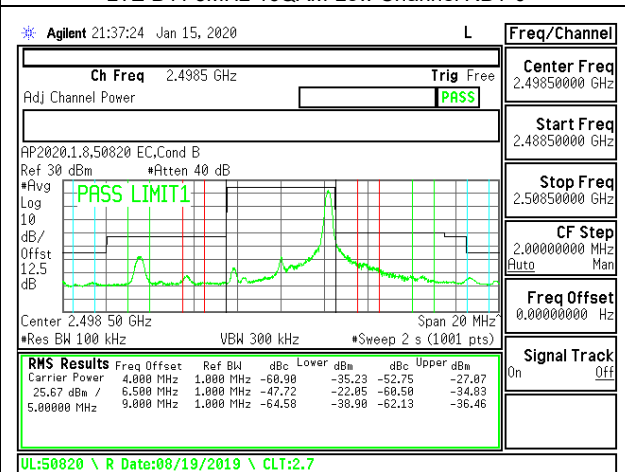 Agilent 21:37:24 Jan 15, 2020 L
Freq/Channel
Ch Freq 2.4985 GHz Trig Free
Adj Channel Power PASS
Center Freq
2.49850000 GHz
Start Freq
2.48850000 GHz
Stop Freq
2.50850000 GHz
CF Step
2.00000000 MHz
Auto Man
Freq Offset
0.00000000 Hz
Signal Track
On Off
AP2020.1.8,50820 EC,Cond B
Ref 30 dBm #Atten 40 dB
#Avg
Log
10
dB/
Offst
12.5
dB
PASS LIMIT1
Center 2.498 50 GHz Span 20 MHz
#Res BW 100 kHz VBW 300 kHz #Sweep 2 s (1001 pts)
RMS Results Freq Offset Ref BW dBc Lower dBm dBc Upper dBm
Carrier Power 4.000 MHz 1.000 MHz -60.90 -35.23 -52.75 -27.07
25.67 dBm / 6.500 MHz 1.000 MHz -47.72 -22.05 -60.50 -34.83
5.00000 MHz 9.000 MHz 1.000 MHz -64.58 -38.90 -62.13 -36.46
UL:50820 \ R Date:08/19/2019 \ CLT:2.7